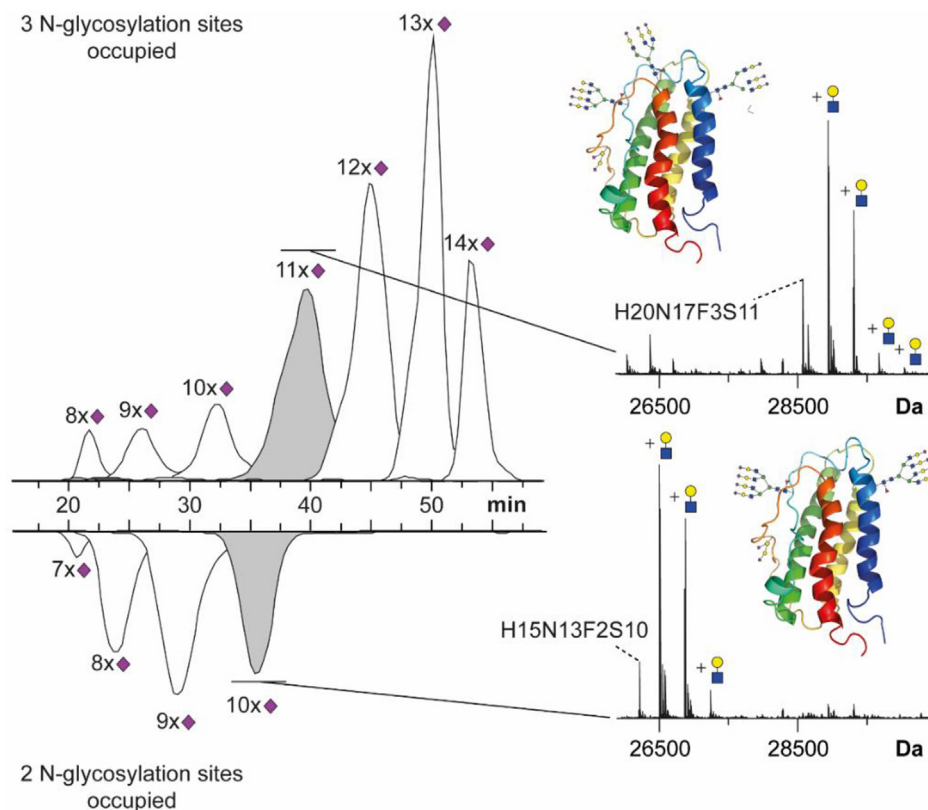 3 N-glycosylation sites
occupied
8x
9x
10x
11x
12x
13x
14x
20 30 40 50 min
7x
8x
9x
10x
2 N-glycosylation sites
occupied
+
+
+ +
H20N17F3S11
26500 28500 Da
+
+
+
H15N13F2S10
26500 28500 Da